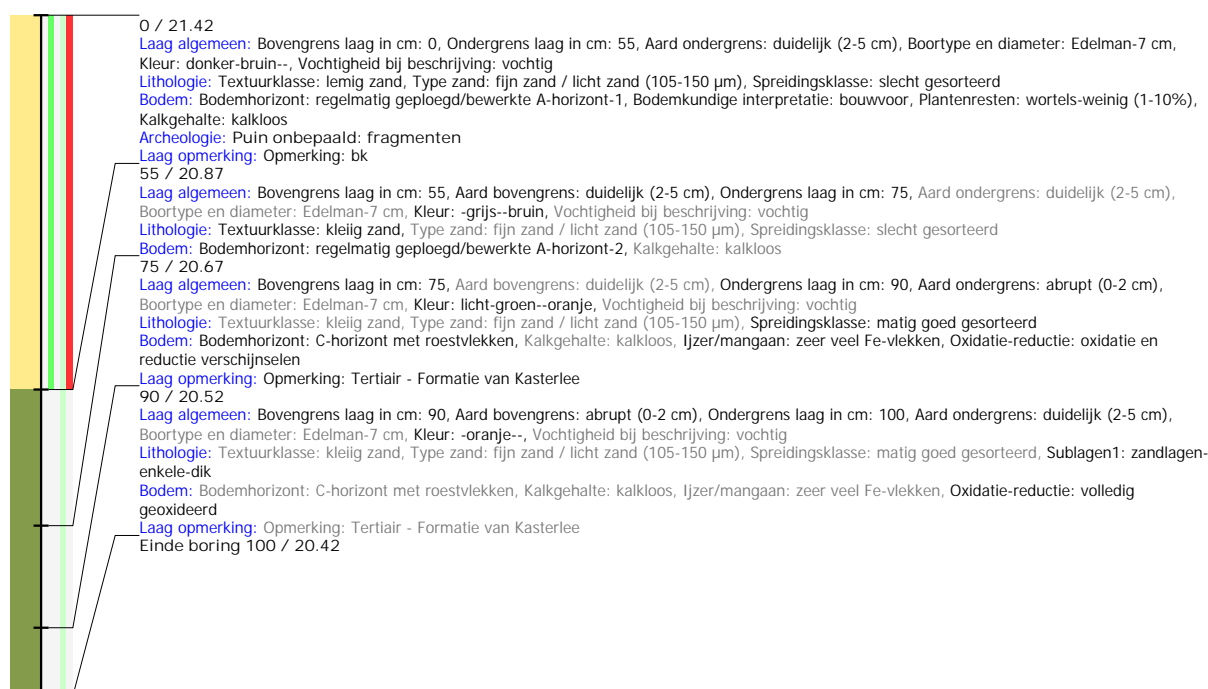 0 / 21.42
Laag algemeen: Bovengrens laag in cm: 0, Ondergrens laag in cm: 55, Aard ondergrens: duidelijk (2-5 cm), Boortype en diameter: Edelman-7 cm,
Kleur: donker-bruin--, Vochtigheid bij beschrijving: vochtig
Lithologie: Textuurklasse: lemig zand, Type zand: fijn zand / licht zand (105-150 µm), Spreidingsklasse: slecht gesorteerd
Bodem: Bodemhorizont: regelmatig geploegd/bewerkte A-horizont-1, Bodemkundige interpretatie: bouwvoor, Plantenresten: wortels-weinig (1-10%),
Kalkgehalte: kalkloos
Archeologie: Puin onbepaald: fragmenten
Laag opmerking: Opmerking: bk
55 / 20.87
Laag algemeen: Bovengrens laag in cm: 55, Aard bovengrens: duidelijk (2-5 cm), Ondergrens laag in cm: 75, Aard ondergrens: duidelijk (2-5 cm),
Boortype en diameter: Edelman-7 cm, Kleur: -grijs--bruin, Vochtigheid bij beschrijving: vochtig
Lithologie: Textuurklasse: kleiig zand, Type zand: fijn zand / licht zand (105-150 µm), Spreidingsklasse: slecht gesorteerd
Bodem: Bodemhorizont: regelmatig geploegd/bewerkte A-horizont-2, Kalkgehalte: kalkloos
75 / 20.67
Laag algemeen: Bovengrens laag in cm: 75, Aard bovengrens: duidelijk (2-5 cm), Ondergrens laag in cm: 90, Aard ondergrens: abrupt (0-2 cm),
Boortype en diameter: Edelman-7 cm, Kleur: licht-groen--oranje, Vochtigheid bij beschrijving: vochtig
Lithologie: Textuurklasse: kleiig zand, Type zand: fijn zand / licht zand (105-150 µm), Spreidingsklasse: matig goed gesorteerd
Bodem: Bodemhorizont: C-horizont met roestvlekken, Kalkgehalte: kalkloos, Ijzer/mangaan: zeer veel Fe-vlekken, Oxidatie-reductie: oxidatie en
reductie verschijnselen
Laag opmerking: Opmerking: Tertiair - Formatie van Kasterlee
90 / 20.52
Laag algemeen: Bovengrens laag in cm: 90, Aard bovengrens: abrupt (0-2 cm), Ondergrens laag in cm: 100, Aard ondergrens: duidelijk (2-5 cm),
Boortype en diameter: Edelman-7 cm, Kleur: -oranje--, Vochtigheid bij beschrijving: vochtig
Lithologie: Textuurklasse: kleiig zand, Type zand: fijn zand / licht zand (105-150 µm), Spreidingsklasse: matig goed gesorteerd, Sublagen1: zandlagen-
enkele-dik
Bodem: Bodemhorizont: C-horizont met roestvlekken, Kalkgehalte: kalkloos, Ijzer/mangaan: zeer veel Fe-vlekken, Oxidatie-reductie: volledig
geoxideerd
Laag opmerking: Opmerking: Tertiair - Formatie van Kasterlee
Einde boring 100 / 20.42